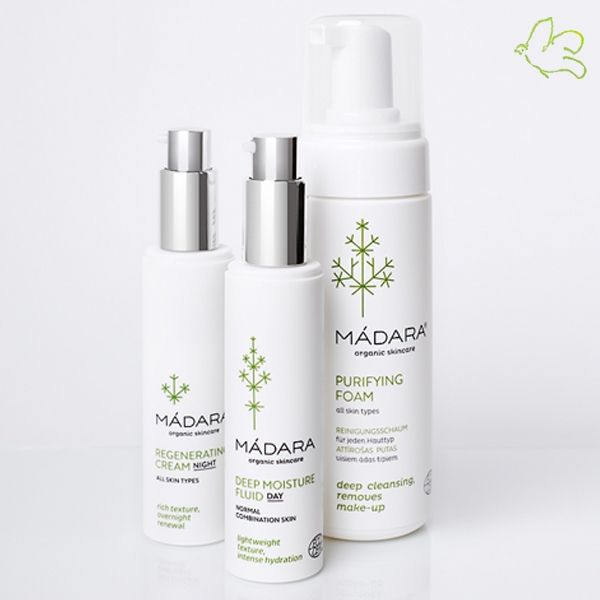 MÁDARA
organic skincare
REGENERATING
CREAM NIGHT
ALL SKIN TYPES
rich texture,
overnight
renewal
MÁDARA
organic skincare
DEEP MOISTURE
FLUID DAY
NORMAL
COMBINATION SKIN
lightweight
texture,
intense hydration
MÁDARA®
organic skincare
PURIFYING
FOAM
all skin types
REINIGUNGSSCHAUM
für jeden Hauttyp
ATTĪROŠAS PUTAS
visiem ādas tipiem
deep cleansing,
removes
make-up